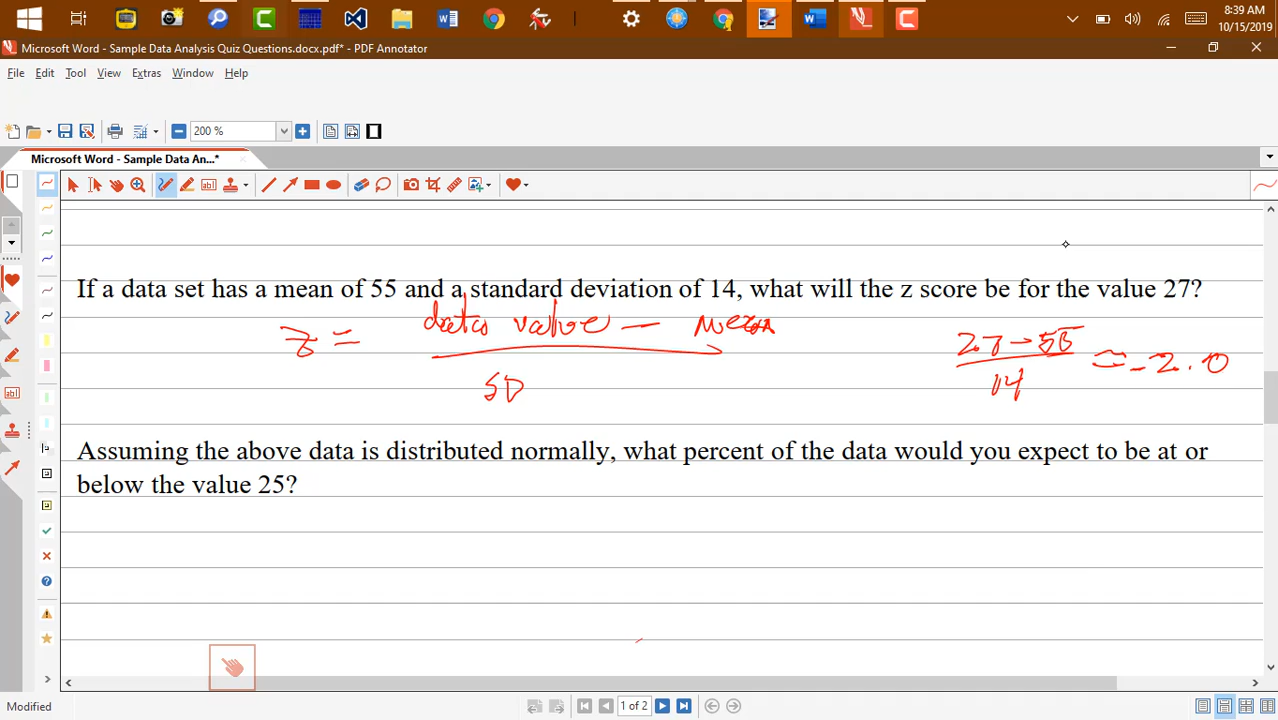 8:39 AM
10/15/2019
Microsoft Word - Sample Data Analysis Quiz Questions.docx.pdf* - PDF Annotator
File Edit Tool View Extras Window Help
200 %
Microsoft Word - Sample Data An...*
If a data set has a mean of 55 and a standard deviation of 14, what will the z score be for the value 27?
z = data value - Mean
SD
27-55
14
≃ -2.0
Assuming the above data is distributed normally, what percent of the data would you expect to be at or
below the value 25?
Modified
1 of 2